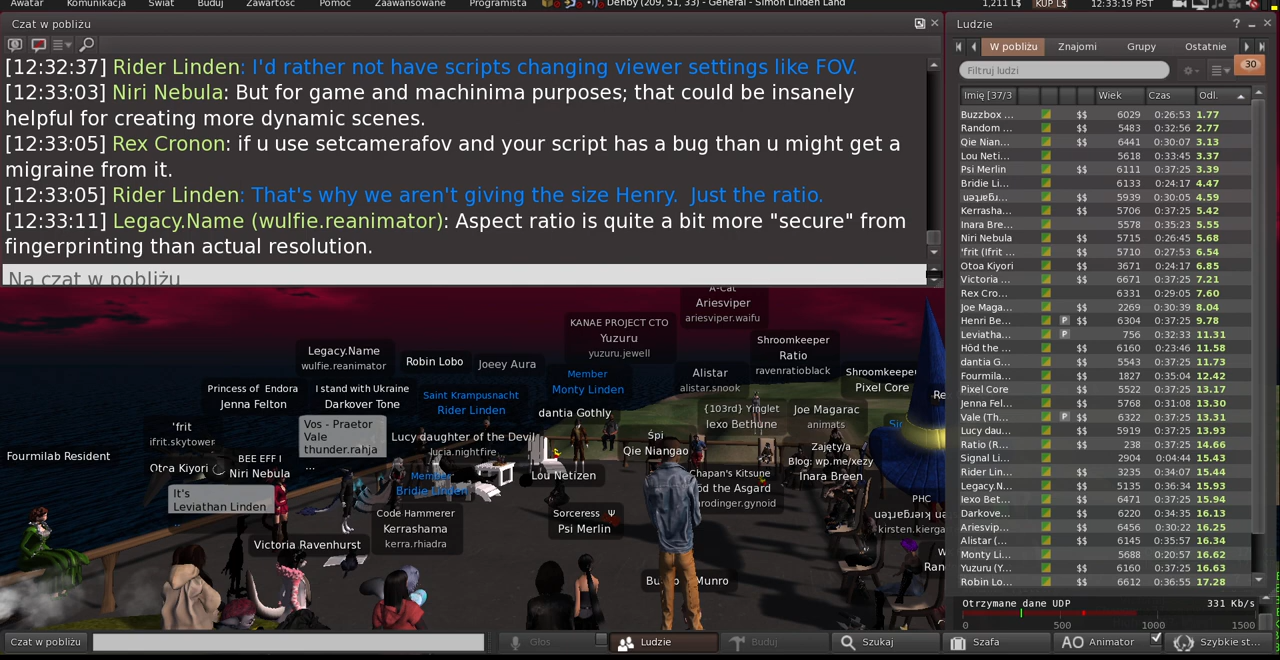 Awatar Komunikacja Świat Buduj Zawartość Pomoc Zaawansowane Programista Denby (209, 51, 33) - General - Simon Linden Land 1,211 L$ KUP L$ 12:33:19 PST
Czat w pobliżu
[12:32:37] Rider Linden: I'd rather not have scripts changing viewer settings like FOV.
[12:33:03] Niri Nebula: But for game and machinima purposes; that could be insanely
helpful for creating more dynamic scenes.
[12:33:05] Rex Cronon: if u use setcamerafov and your script has a bug than u might get a
migraine from it.
[12:33:05] Rider Linden: That's why we aren't giving the size Henry.  Just the ratio.
[12:33:11] Legacy.Name (wulfie.reanimator): Aspect ratio is quite a bit more "secure" from
fingerprinting than actual resolution.
Na czat w pobliżu
A-Cat
Ariesviper
ariesviper.waifu
KANAE PROJECT CTO
Yuzuru
yuzuru.jewell
Shroomkeeper
Ratio
ravenratioblack
Legacy.Name
wulfie.reanimator
Robin Lobo
Joeey Aura
Member
Monty Linden
Alistar
alistar.snook
Shroomkeeper
Pixel Core
Princess of Endora
Jenna Felton
I stand with Ukraine
Darkover Tone
Saint Krampusnacht
Rider Linden
dantia Gothly
{103rd} Yinglet
Iexo Bethune
Joe Magarac
animats
'frit
ifrit.skytower
Vos - Praetor
Vale
thunder.rahja
...
Lucy daughter of the Devil
lucia.nightfire
Śpi
Qie Niangao
Zajęty/a
Blog: wp.me/xezy
Inara Breen
Fourmilab Resident
Otoa Kiyori
BEE EFF I
Niri Nebula
Member
Bridie Linden
Lou Netizen
Chapan's Kitsune
It's
Leviathan Linden
Code Hammerer
Kerrashama
kerra.rhiadra
Sorceress Ψ
Psi Merlin
PHC
Victoria Ravenhurst
Munro
Czat w pobliżu Głos Ludzie Buduj Szukaj Szafa AO Animator Szybkie st...
Ludzie
W pobliżu Znajomi Grupy Ostatnie
Filtruj ludzi 30
Imię [37/3 Wiek Czas Odl.
Buzzbox ... $$ 6029 0:26:53 1.77
Random ... $$ 5483 0:32:56 2.77
Qie Nian... $$ 6441 0:30:07 3.13
Lou Neti... 5618 0:33:45 3.37
Psi Merlin $$ 6111 0:37:25 3.39
Bridie Li... 6133 0:24:17 4.47
$$ 5939 0:30:05 4.59
Kerrasha... $$ 5706 0:37:25 5.42
Inara Bre... 5578 0:35:23 5.55
Niri Nebula $$ 5715 0:26:45 5.68
'frit (Ifrit ... $$ 5710 0:27:53 6.54
Otoa Kiyori 3671 0:24:17 6.85
Victoria ... $$ 6671 0:37:25 7.21
Rex Cro... 6331 0:29:05 7.60
Joe Maga... $$ 2269 0:30:39 8.04
Henri Be... P $$ 6304 0:37:25 9.78
Leviatha... P 756 0:32:33 11.31
Höd the ... $$ 6160 0:23:46 11.58
dantia G... $$ 5543 0:37:25 11.73
Fourmila... $$ 1827 0:35:04 12.42
Pixel Core $$ 5522 0:37:25 13.17
Jenna Fel... $$ 5768 0:31:08 13.30
Vale (Th... P $$ 6322 0:37:25 13.31
Lucy dau... $$ 5919 0:37:25 13.93
Ratio (R... $$ 238 0:37:25 14.66
Signal Li... 2904 0:04:44 15.43
Rider Lin... $$ 3235 0:34:07 15.44
Legacy.N... $$ 5135 0:36:34 15.93
Iexo Bet... $$ 6471 0:37:25 15.94
Darkove... $$ 6220 0:34:35 16.13
Ariesvip... $$ 6456 0:30:22 16.25
Alistar (... $$ 6145 0:35:57 16.34
Monty Li... 5688 0:20:57 16.62
Yuzuru (Y... $$ 6160 0:37:25 16.63
Robin Lo... $$ 6612 0:36:55 17.28
Otrzymane dane UDP 331 Kb/s
0 500 1000 1500